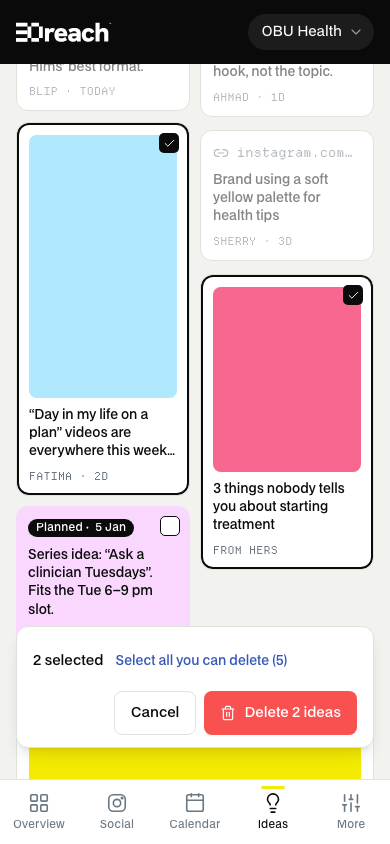 reach
OBU Health
Hims' best format.
BLIP · TODAY
hook, not the topic.
AHMAD · 1D
instagram.com…
Brand using a soft
yellow palette for
health tips
SHERRY · 3D
“Day in my life on a
plan” videos are
everywhere this week…
FATIMA · 2D
3 things nobody tells
you about starting
treatment
FROM HERS
Planned · 5 Jan
Series idea: “Ask a
clinician Tuesdays”.
Fits the Tue 6–9 pm
slot.
2 selected
Select all you can delete (5)
Cancel
Delete 2 ideas
Overview
Social
Calendar
Ideas
More